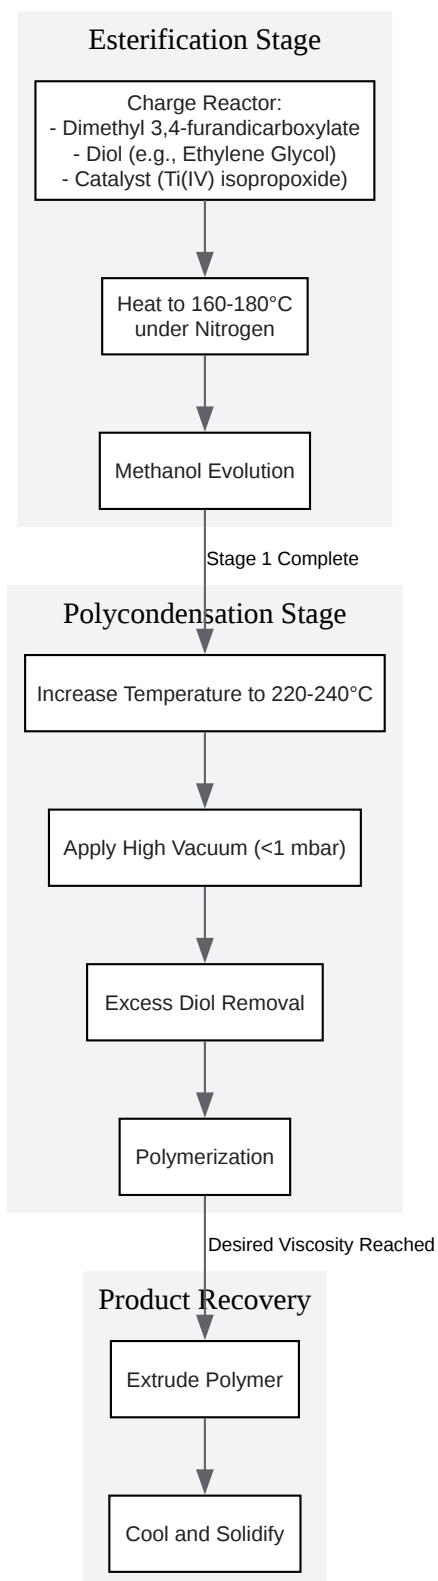 Esterification Stage
Charge Reactor:
- Dimethyl 3,4-furandicarboxylate
- Diol (e.g., Ethylene Glycol)
- Catalyst (Ti(IV) isopropoxide)
Heat to 160-180°C
under Nitrogen
Methanol Evolution
Stage 1 Complete
Polycondensation Stage
Increase Temperature to 220-240°C
Apply High Vacuum (<1 mbar)
Excess Diol Removal
Polymerization
Desired Viscosity Reached
Product Recovery
Extrude Polymer
Cool and Solidify